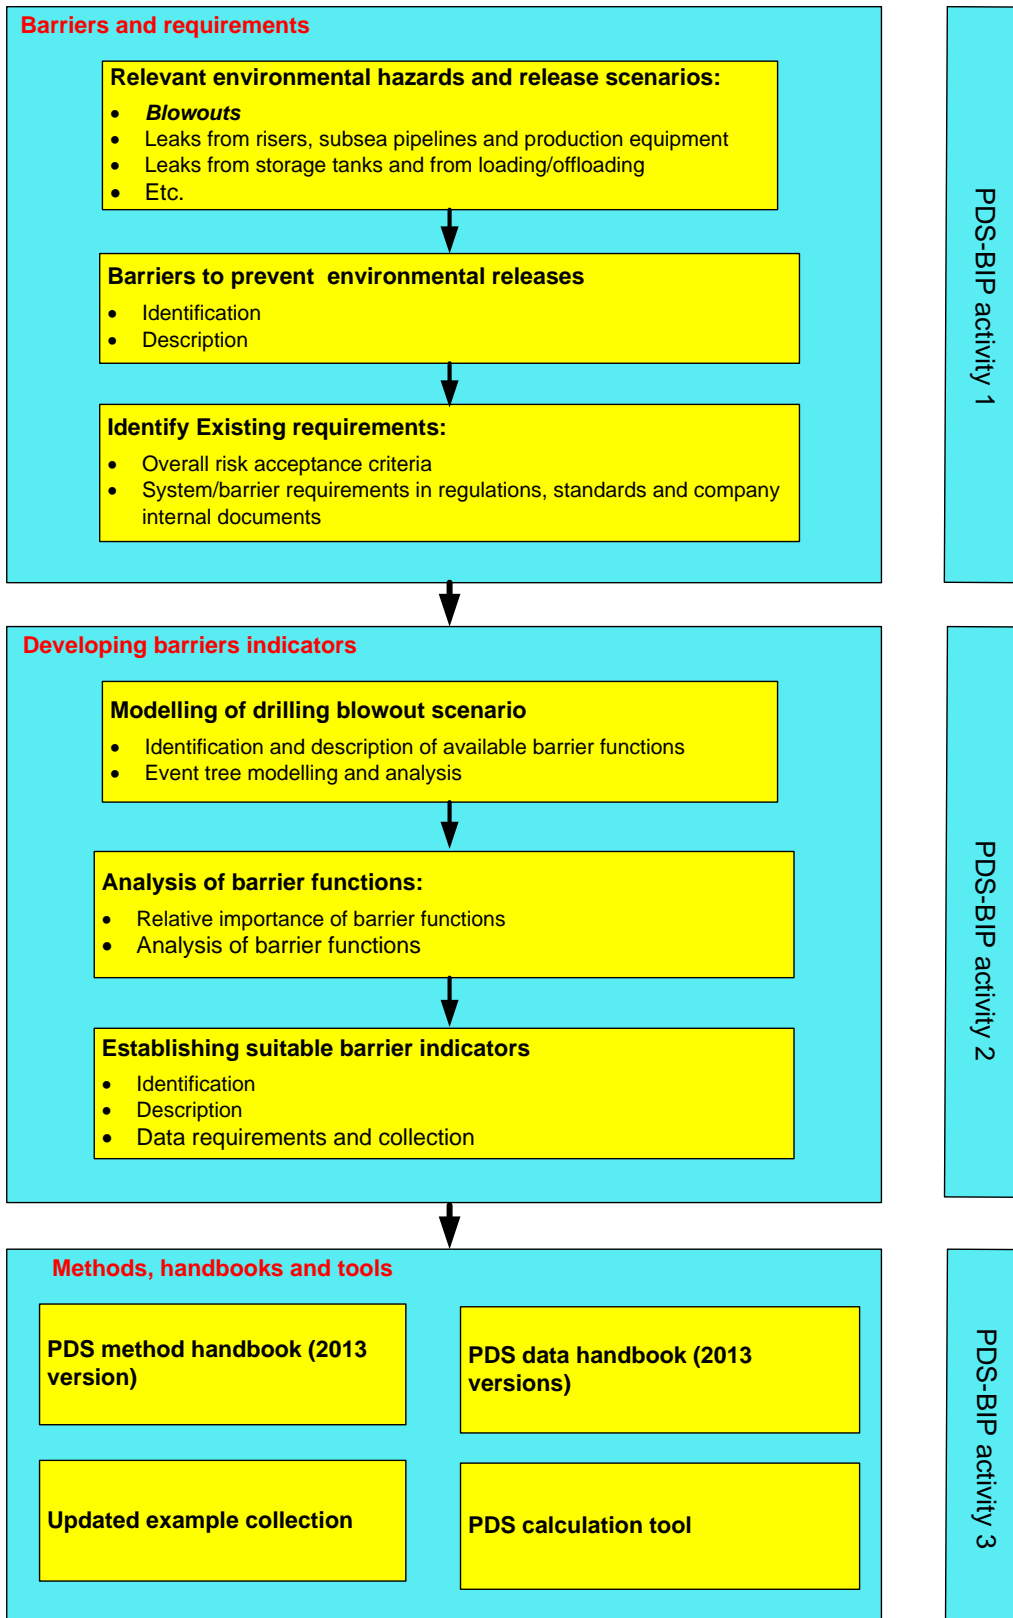 Barriers and requirements
Relevant environmental hazards and release scenarios:
• Blowouts
• Leaks from risers, subsea pipelines and production equipment
• Leaks from storage tanks and from loading/offloading
• Etc.
Barriers to prevent  environmental releases
• Identification
• Description
Identify Existing requirements:
• Overall risk acceptance criteria
• System/barrier requirements in regulations, standards and company
internal documents
PDS-BIP activity 1
Developing barriers indicators
Modelling of drilling blowout scenario
• Identification and description of available barrier functions
• Event tree modelling and analysis
Analysis of barrier functions:
• Relative importance of barrier functions
• Analysis of barrier functions
Establishing suitable barrier indicators
• Identification
• Description
• Data requirements and collection
PDS-BIP activity 2
Methods, handbooks and tools
PDS method handbook (2013
version)
PDS data handbook (2013
versions)
Updated example collection
PDS calculation tool
PDS-BIP activity 3